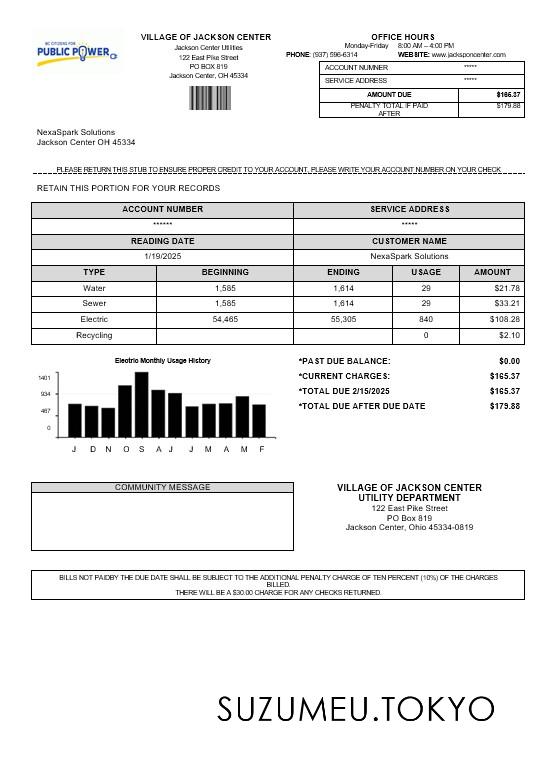 WE CITIZENS FOR
PUBLIC POWER
VILLAGE OF JACKSON CENTER
Jackson Center Utilities
122 East Pike Street
PO BOX 819
Jackson Center, OH 45334
OFFICE HOURS
Monday-Friday 8:00 AM – 4:00 PM
PHONE: (937) 596-6314 WEBSITE: www.jacksponcenter.com
ACCOUNT NUMNER *****
SERVICE ADDRESS *****
AMOUNT DUE $165.37
PENALTY TOTAL IF PAID AFTER $179.88
NexaSpark Solutions
Jackson Center OH 45334
PLEASE RETURN THIS STUB TO ENSURE PROPER CREDIT TO YOUR ACCOUNT, PLEASE WRITE YOUR ACCOUNT NUMBER ON YOUR CHECK
RETAIN THIS PORTION FOR YOUR RECORDS
ACCOUNT NUMBER SERVICE ADDRESS
****** *****
READING DATE CUSTOMER NAME
1/19/2025 NexaSpark Solutions
TYPE BEGINNING ENDING USAGE AMOUNT
Water 1,585 1,614 29 $21.78
Sewer 1,585 1,614 29 $33.21
Electric 54,465 55,305 840 $108.28
Recycling 0 $2.10
Electric Monthly Usage History
1401
934
467
0
J D N O S A J J M A M F
*PAST DUE BALANCE: $0.00
*CURRENT CHARGES: $165.37
*TOTAL DUE 2/15/2025 $165.37
*TOTAL DUE AFTER DUE DATE $179.88
COMMUNITY MESSAGE
VILLAGE OF JACKSON CENTER
UTILITY DEPARTMENT
122 East Pike Street
PO Box 819
Jackson Center, Ohio 45334-0819
BILLS NOT PAIDBY THE DUE DATE SHALL BE SUBJECT TO THE ADDITIONAL PENALTY CHARGE OF TEN PERCENT (10%) OF THE CHARGES
BILLED.
THERE WILL BE A $30.00 CHARGE FOR ANY CHECKS RETURNED.
SUZUMEU.TOKYO